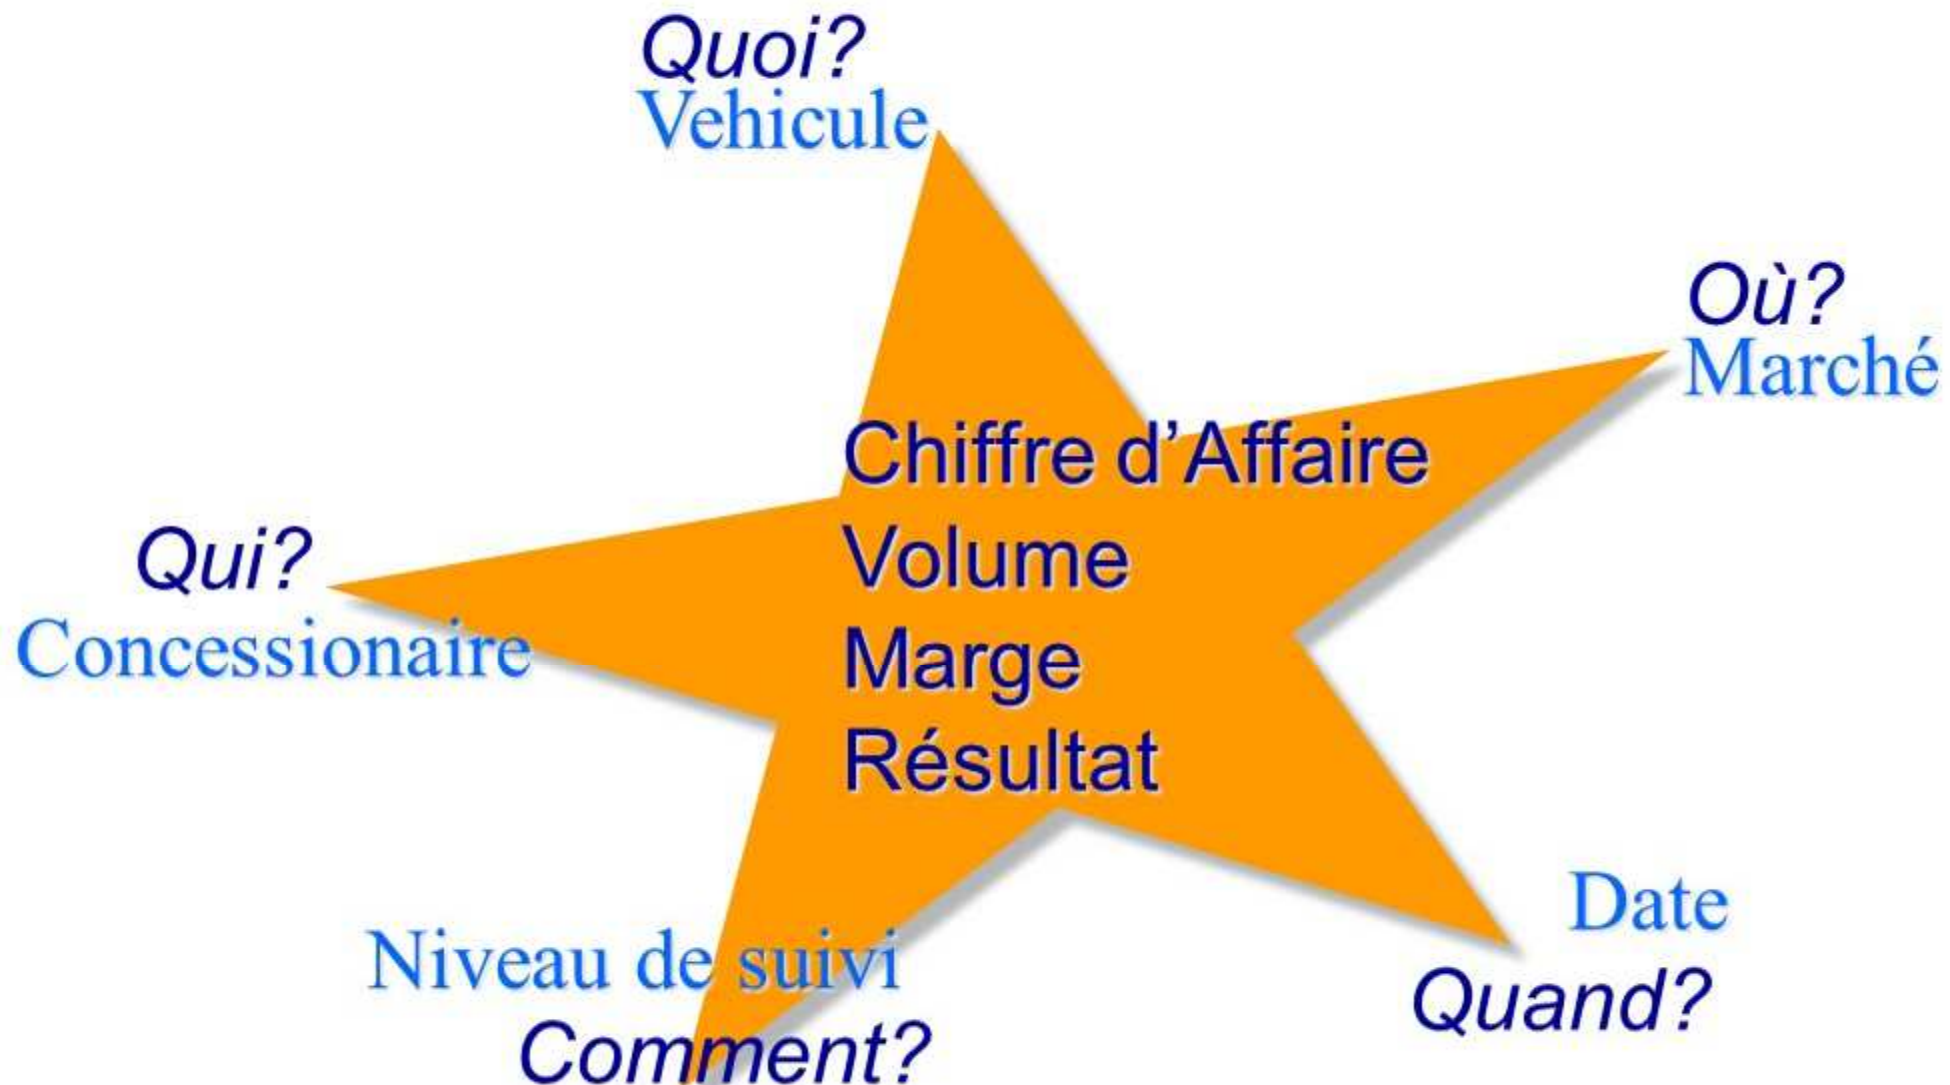 Quoi?
Vehicule
Où?
Marché
Chiffre d’Affaire
Volume
Marge
Résultat
Qui?
Concessionaire
Niveau de suivi
Comment?
Date
Quand?